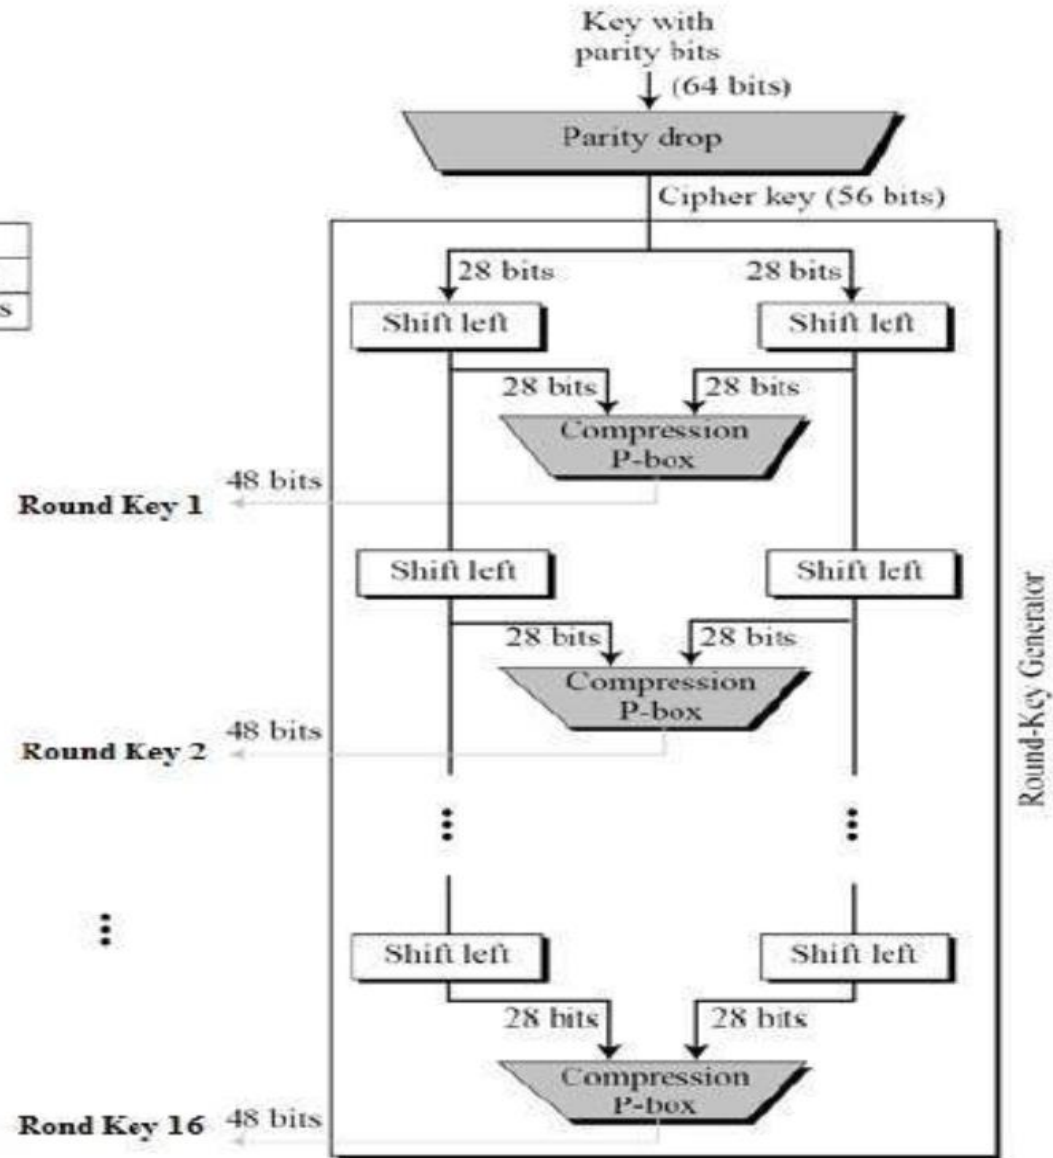 Key with
parity bits
(64 bits)
Parity drop
Cipher key (56 bits)
s
28 bits
28 bits
Shift left
Shift left
28 bits
28 bits
Compression
P-box
48 bits
Round Key 1
Shift left
Shift left
28 bits
28 bits
Compression
P-box
48 bits
Round Key 2
Round-Key Generator
Shift left
Shift left
28 bits
28 bits
Compression
P-box
48 bits
Rond Key 16